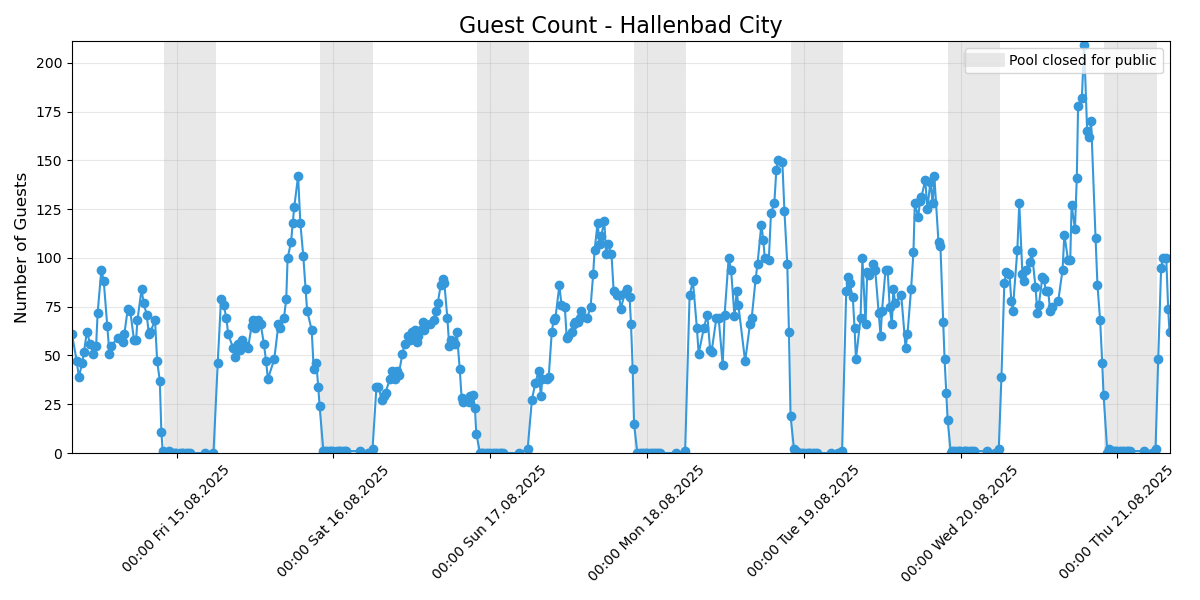 Guest Count - Hallenbad City
Pool closed for public
Number of Guests
200
175
150
125
100
75
50
25
0
00:00 Fri 15.08.2025
00:00 Sat 16.08.2025
00:00 Sun 17.08.2025
00:00 Mon 18.08.2025
00:00 Tue 19.08.2025
00:00 Wed 20.08.2025
00:00 Thu 21.08.2025